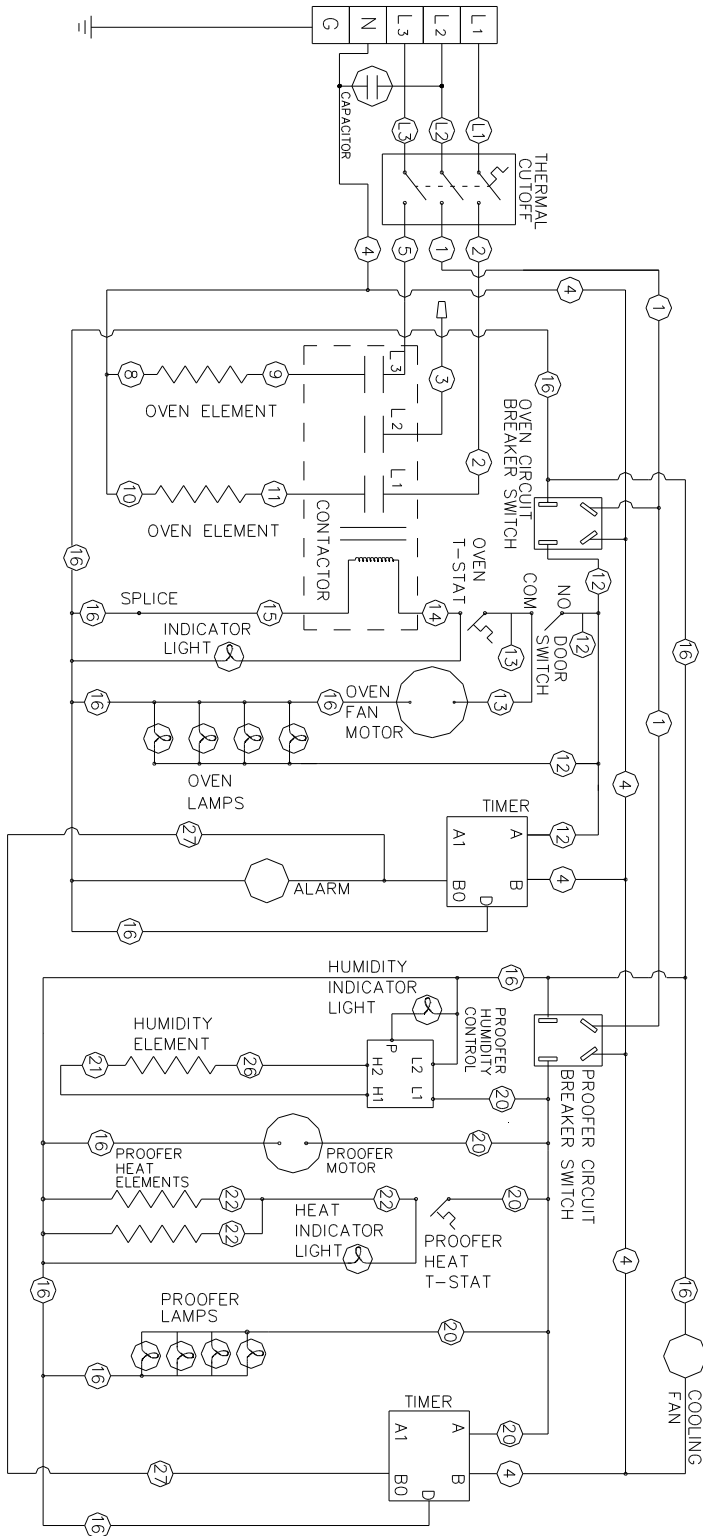 G
N
L3
L2
L1
CAPACITOR
L3
L2
L1
THERMAL
CUTOFF
4
5
1
2
4
1
3
16
8
9
L3
OVEN ELEMENT
L2
2
OVEN CIRCUIT
BREAKER SWITCH
10
11
L1
OVEN ELEMENT
CONTACTOR
16
12
16
SPLICE
15
14
OVEN
T-STAT
COM
NO
DOOR
SWITCH
13
12
16
INDICATOR
LIGHT
1
16
16
OVEN
FAN
MOTOR
13
OVEN
LAMPS
12
4
TIMER
27
A1
A
12
B0
B
4
D
ALARM
16
HUMIDITY
INDICATOR
LIGHT
16
PROOFER
HUMIDITY
CONTROL
PROOFER CIRCUIT
BREAKER SWITCH
HUMIDITY
ELEMENT
P
21
26
H2
L2
H1
L1
20
16
PROOFER
MOTOR
20
PROOFER
HEAT
ELEMENTS
22
22
20
22
HEAT
INDICATOR
LIGHT
PROOFER
HEAT
T-STAT
4
16
16
PROOFER
LAMPS
20
16
COOLING
FAN
TIMER
A1
A
20
27
B0
B
4
D
16